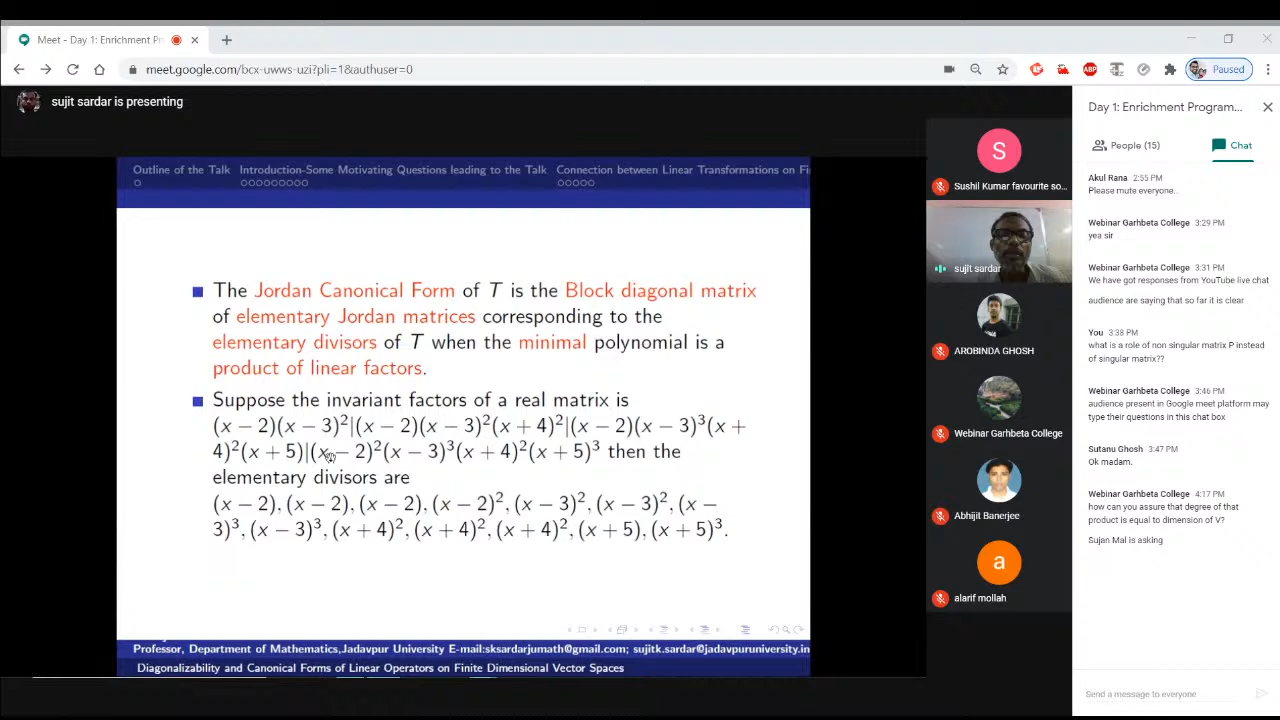 Meet - Day 1: Enrichment Pr
meet.google.com/bcx-uwws-uzi?pli=1&authuser=0
ABP
Paused
sujit sardar is presenting
Outline of the Talk Introduction-Some Motivating Questions leading to the Talk Connection between Linear Transformations on Fi
The Jordan Canonical Form of T is the Block diagonal matrix
of elementary Jordan matrices corresponding to the
elementary divisors of T when the minimal polynomial is a
product of linear factors.
Suppose the invariant factors of a real matrix is
(x − 2)(x − 3)²|(x − 2)(x − 3)²(x + 4)²|(x − 2)(x − 3)³(x +
4)²(x + 5)|(x − 2)²(x − 3)³(x + 4)²(x + 5)³ then the
elementary divisors are
(x − 2), (x − 2), (x − 2), (x − 2)², (x − 3)², (x − 3)², (x −
3)³, (x − 3)³, (x + 4)², (x + 4)², (x + 4)², (x + 5), (x + 5)³.
Professor, Department of Mathematics,Jadavpur University E-mail:sksardarjumath@gmail.com; sujitk.sardar@jadavpuruniversity.in
Diagonalizability and Canonical Forms of Linear Operators on Finite Dimensional Vector Spaces
S
Sushil Kumar favourite so...
sujit sardar
AROBINDA GHOSH
Webinar Garhbeta College
Abhijit Banerjee
a
alarif mollah
Day 1: Enrichment Program...
People (15)
Chat
Akul Rana 2:55 PM
Please mute everyone..
Webinar Garhbeta College 3:29 PM
yea sir
Webinar Garhbeta College 3:31 PM
We have got responses from YouTube live chat
audience are saying that so far it is clear
You 3:38 PM
what is a role of non singular matrix P instead
of singular matrix??
Webinar Garhbeta College 3:46 PM
audience present in Google meet platform may
type their questions in this chat box
Sutanu Ghosh 3:47 PM
Ok madam.
Webinar Garhbeta College 4:17 PM
how can you assure that degree of that
product is equal to dimension of V?
Sujan Mal is asking
Send a message to everyone